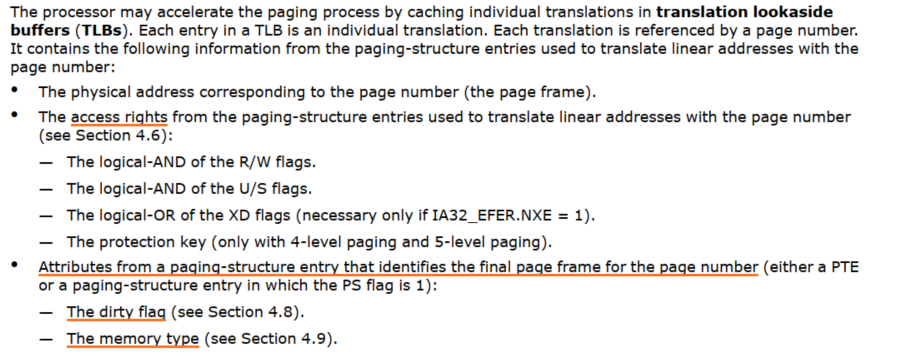 The processor may accelerate the paging process by caching individual translations in translation lookaside
buffers (TLBs). Each entry in a TLB is an individual translation. Each translation is referenced by a page number.
It contains the following information from the paging-structure entries used to translate linear addresses with the
page number:
• The physical address corresponding to the page number (the page frame).
• The access rights from the paging-structure entries used to translate linear addresses with the page number
(see Section 4.6):
— The logical-AND of the R/W flags.
— The logical-AND of the U/S flags.
— The logical-OR of the XD flags (necessary only if IA32_EFER.NXE = 1).
— The protection key (only with 4-level paging and 5-level paging).
• Attributes from a paging-structure entry that identifies the final page frame for the page number (either a PTE
or a paging-structure entry in which the PS flag is 1):
— The dirty flag (see Section 4.8).
— The memory type (see Section 4.9).